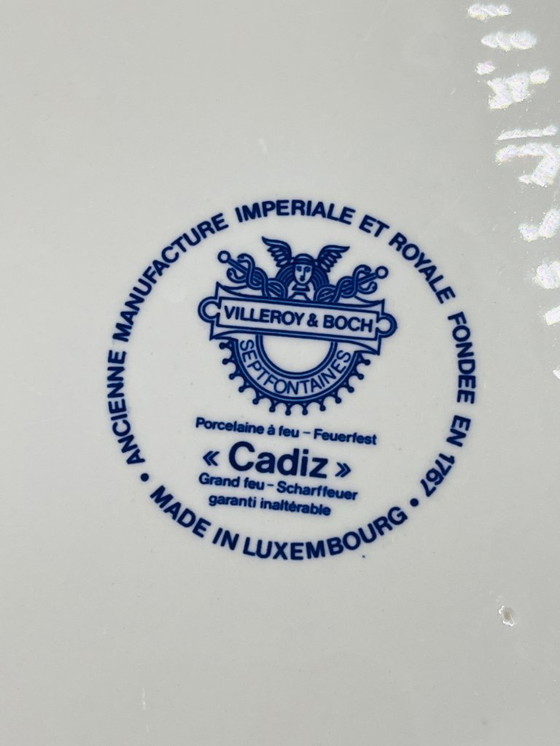 • ANCIENNE MANUFACTURE IMPERIALE ET ROYALE FONDEE EN 1767 •
VILLEROY & BOCH
SEPTFONTAINES
Porcelaine à feu – Feuerfest
« Cadiz »
Grand feu – Scharffeuer
garanti inaltérable
MADE IN LUXEMBOURG